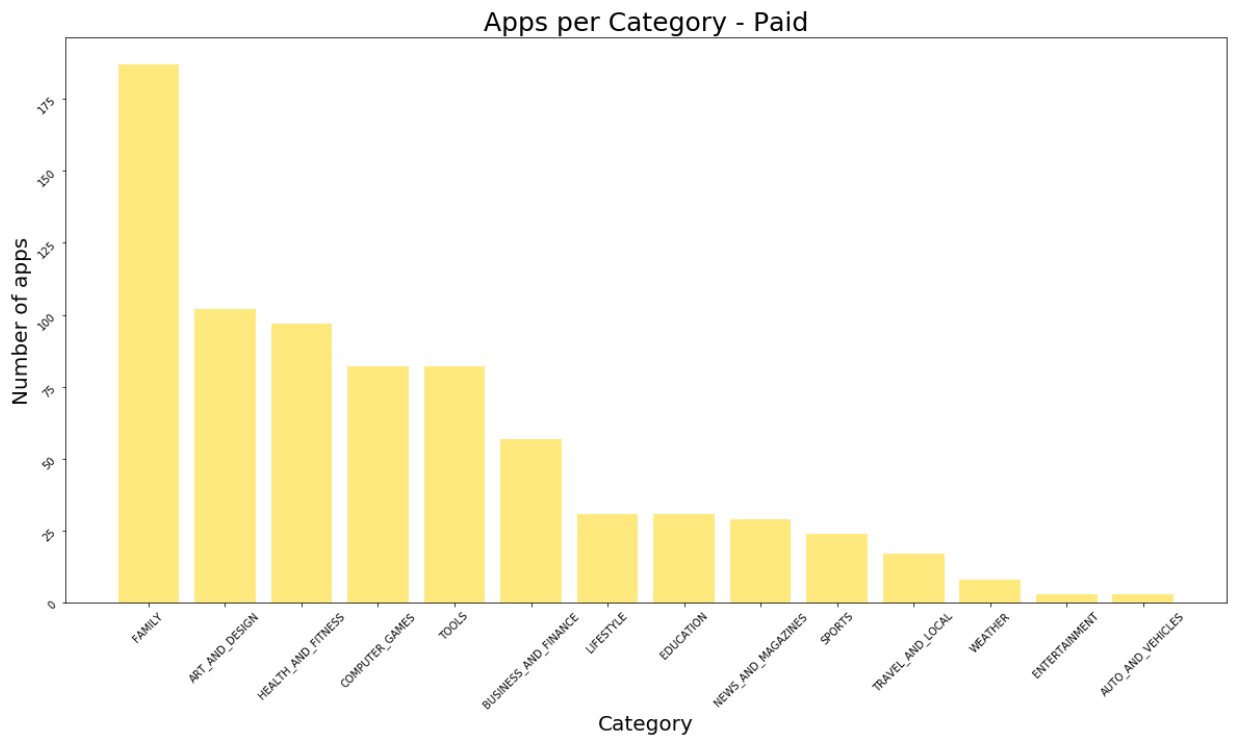 Apps per Category - Paid
Number of apps
175
150
125
100
75
50
25
0
FAMILY
ART_AND_DESIGN
HEALTH_AND_FITNESS
COMPUTER_GAMES
TOOLS
BUSINESS_AND_FINANCE
LIFESTYLE
EDUCATION
NEWS_AND_MAGAZINES
SPORTS
TRAVEL_AND_LOCAL
WEATHER
ENTERTAINMENT
AUTO_AND_VEHICLES
Category